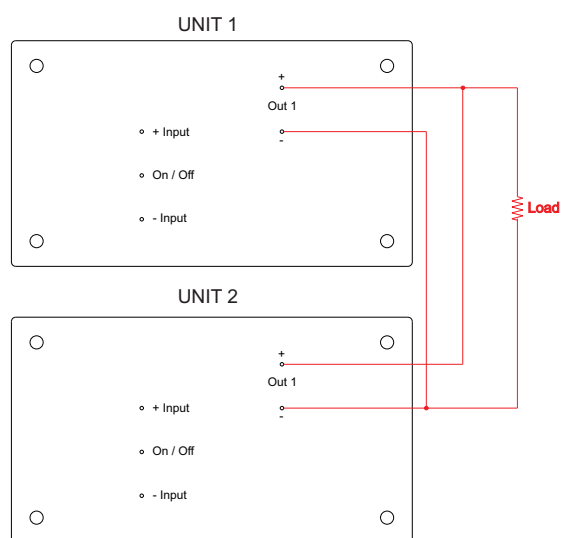 UNIT 1
+
Out 1
+ Input
-
On / Off
Load
- Input
UNIT 2
+
Out 1
+ Input
-
On / Off
- Input